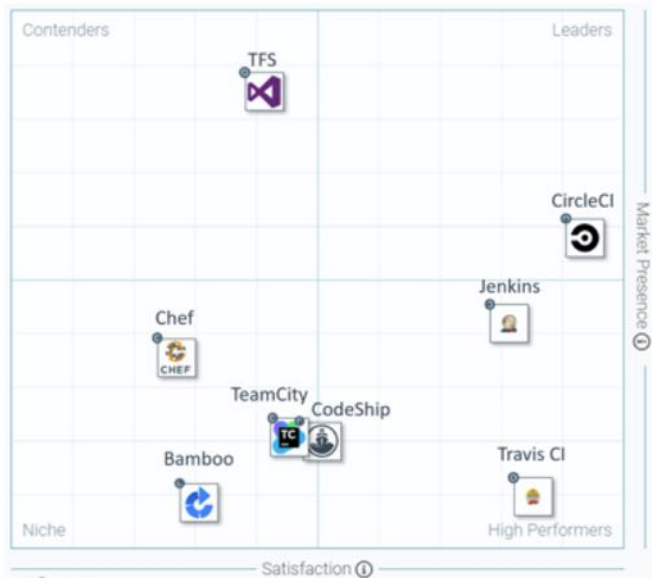 Contenders
Leaders
TFS
CircleCI
Market Presence
Jenkins
Chef
CHEF
TeamCity
CodeShip
TC
Bamboo
Travis CI
Niche
High Performers
Satisfaction